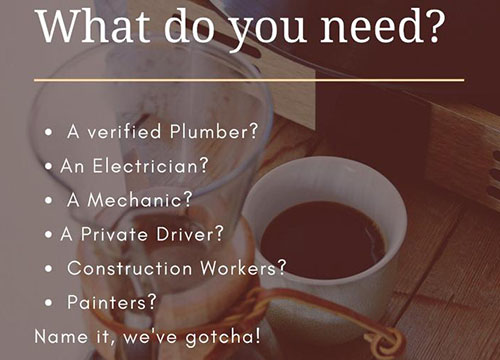 What do you need?
• A verified Plumber?
• An Electrician?
• A Mechanic?
• A Private Driver?
• Construction Workers?
• Painters?
Name it, we've gotcha!